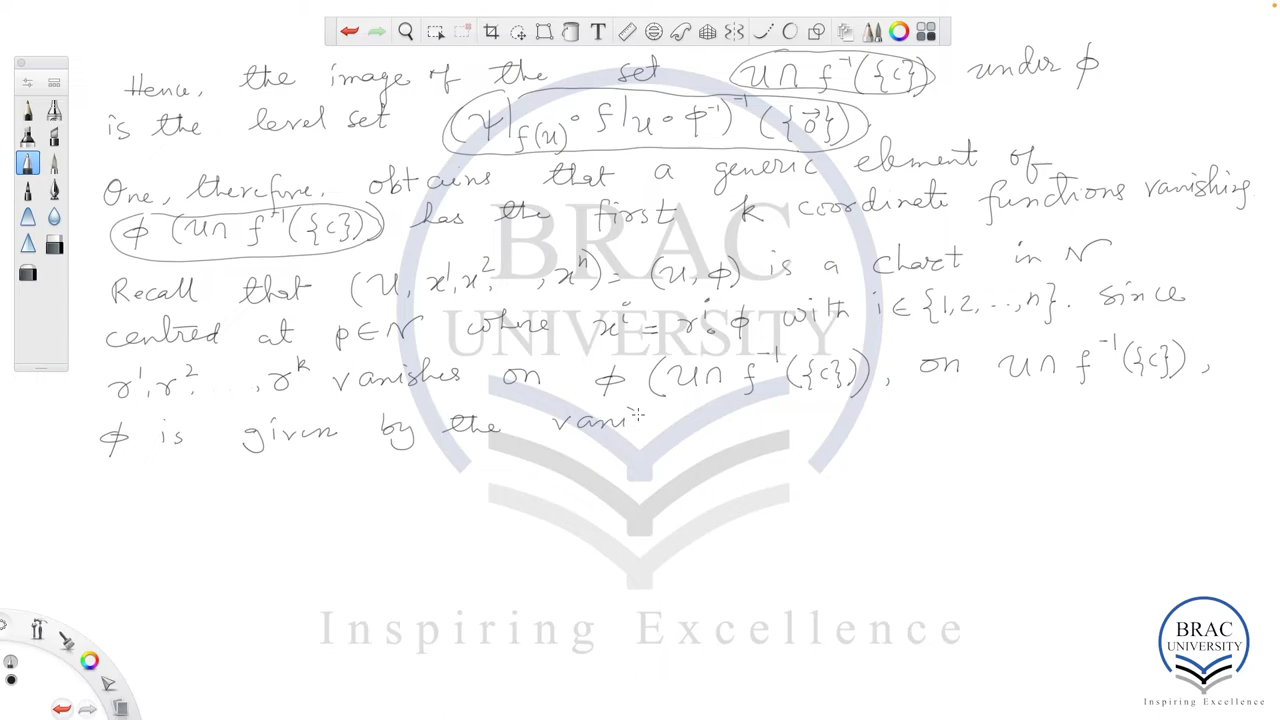 Hence, the image of the set U∩f⁻¹({c}) under ϕ
is the level set (ψ|f(U)∘f|U∘ϕ⁻¹)⁻¹({0⃗})
One, therefore, obtains that a generic element of
ϕ(U∩f⁻¹({c})) has the first k coordinate functions vanishing
Recall that (U, x¹, x², , xⁿ) = (U, ϕ) is a chart in N
centred at p∈N where xⁱ = rⁱ∘ϕ with i∈{1,2,...,n}. Since
r¹, r², ..., rᵏ vanishes on ϕ(U∩f⁻¹({c})), on U∩f⁻¹({c}),
ϕ is given by the vani
BRAC
UNIVERSITY
Inspiring Excellence
BRAC
UNIVERSITY
Inspiring Excellence